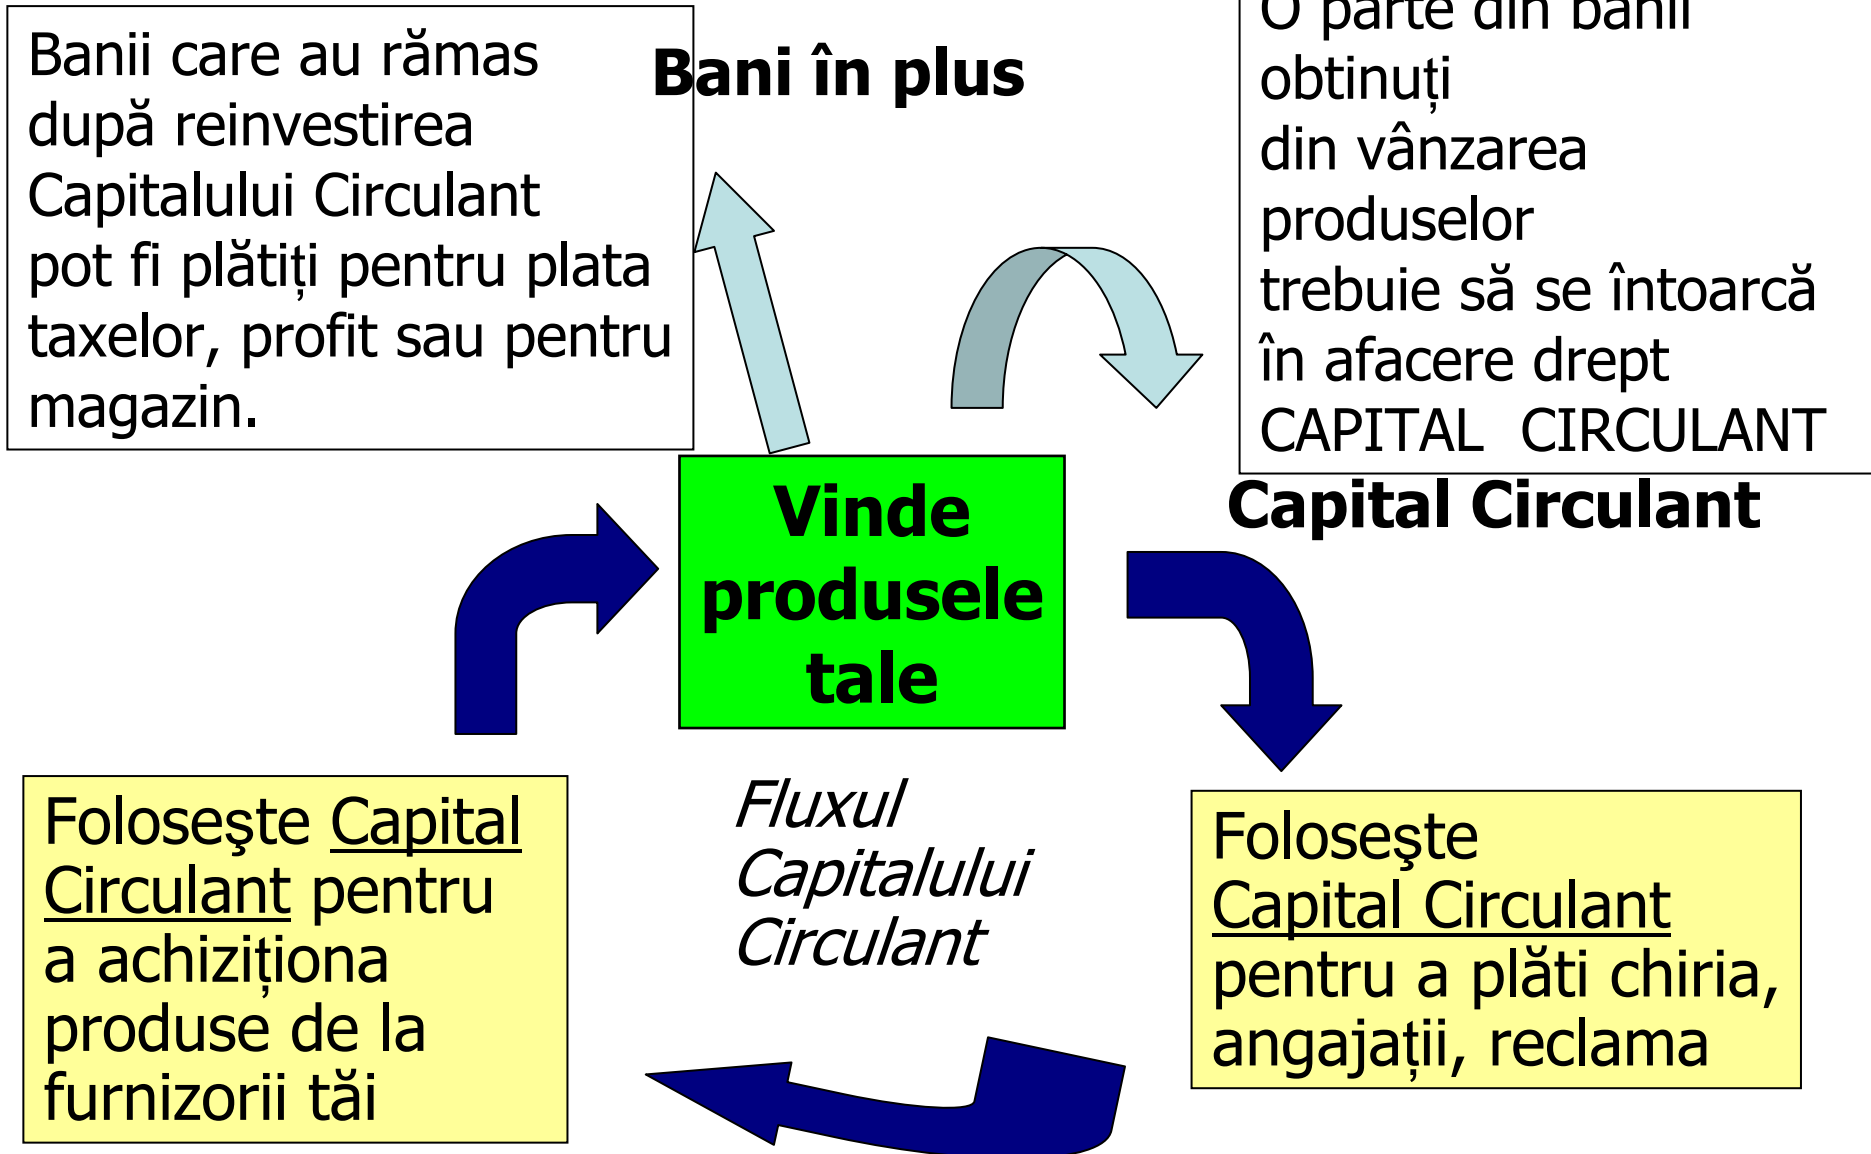 Banii care au rămas
după reinvestirea
Capitalului Circulant
pot fi plătiți pentru plata
taxelor, profit sau pentru
magazin.
Bani în plus
O parte din banii
obtinuți
din vânzarea
produselor
trebuie să se întoarcă
în afacere drept
CAPITAL CIRCULANT
Capital Circulant
Vinde
produsele
tale
Foloseşte Capital
Circulant pentru
a achiziționa
produse de la
furnizorii tăi
Fluxul
Capitalului
Circulant
Foloseşte
Capital Circulant
pentru a plăti chiria,
angajații, reclama